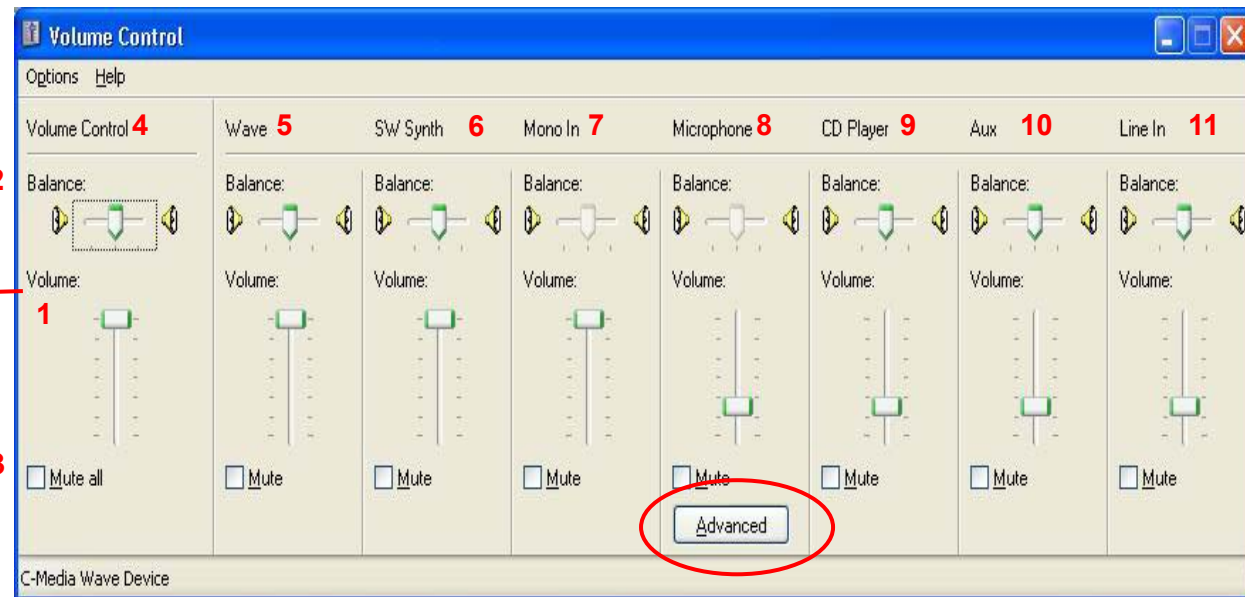 Volume Control
Options Help
Volume Control 4 Wave 5 SW Synth 6 Mono In 7 Microphone 8 CD Player 9 Aux 10 Line In 11
2 Balance: Balance: Balance: Balance: Balance: Balance: Balance: Balance:
Volume: Volume: Volume: Volume: Volume: Volume: Volume: Volume:
1
3 Mute all Mute Mute Mute Mute Mute Mute Mute
Advanced
C-Media Wave Device